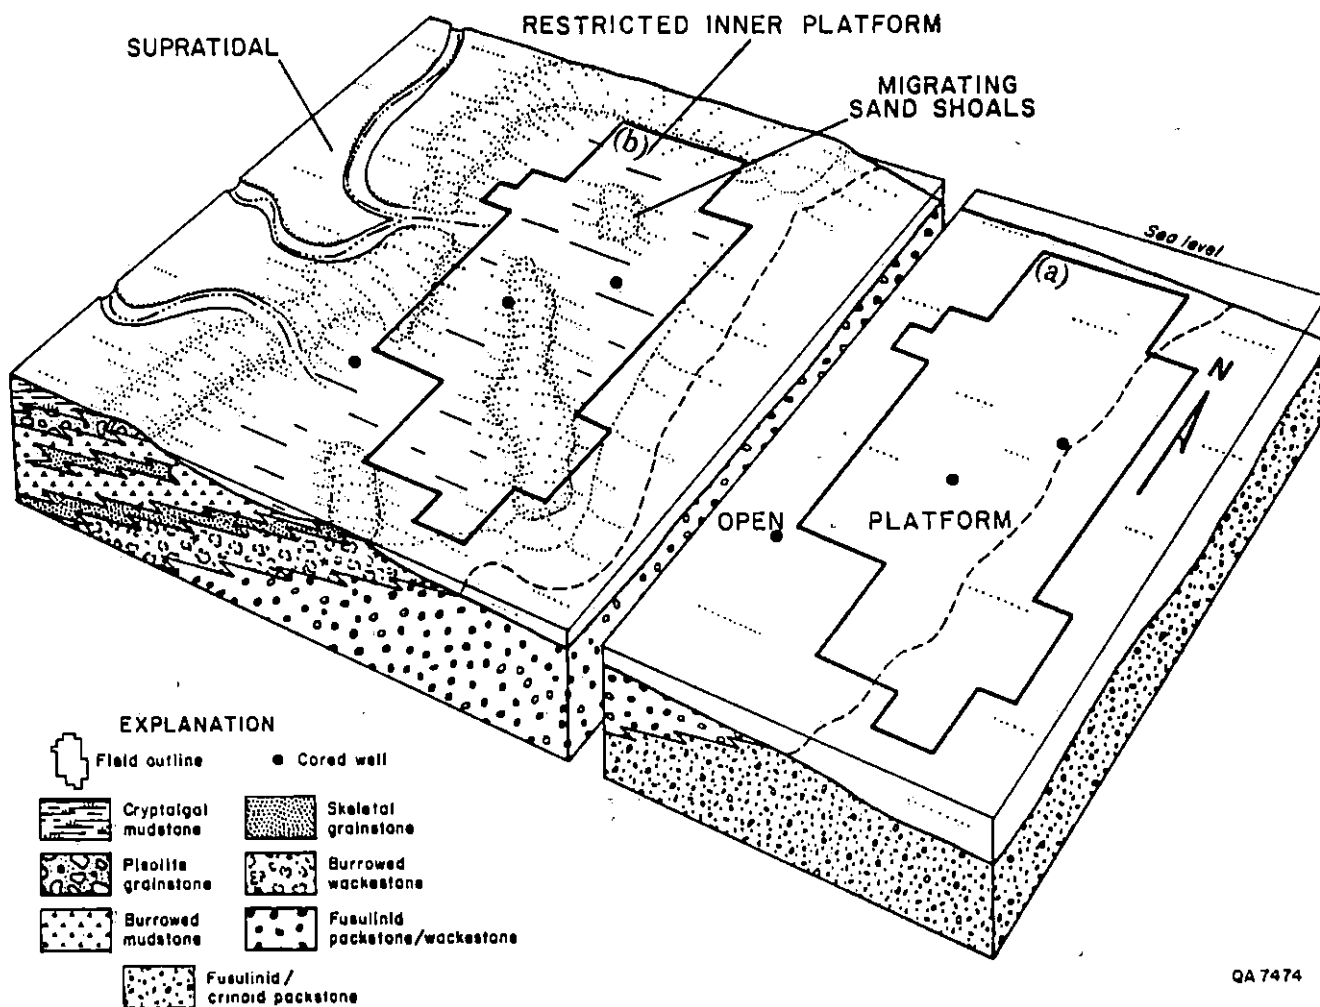 RESTRICTED INNER PLATFORM
SUPRATIDAL
MIGRATING
SAND SHOALS
(b)
Sea level
(a)
N
OPEN PLATFORM
EXPLANATION
Field outline
Cored well
Cryptalgal
mudstone
Skeletal
grainstone
Pisolite
grainstone
Burrowed
wackestone
Burrowed
mudstone
Fusulinid
packstone/wackestone
Fusulinid/
crinoid packstone
QA 7474